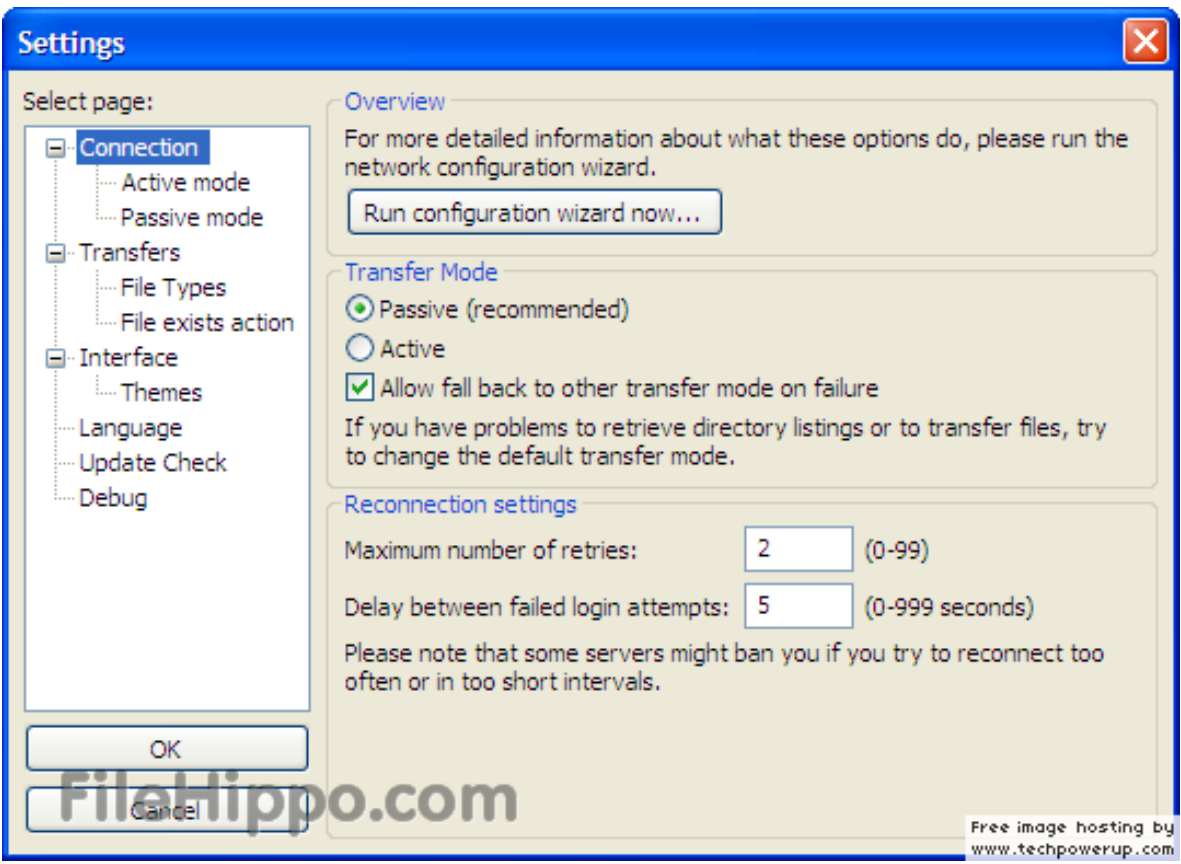 Settings
Select page:
Connection
Active mode
Passive mode
Transfers
File Types
File exists action
Interface
Themes
Language
Update Check
Debug
OK
Cancel
Overview
For more detailed information about what these options do, please run the
network configuration wizard.
Run configuration wizard now...
Transfer Mode
Passive (recommended)
Active
Allow fall back to other transfer mode on failure
If you have problems to retrieve directory listings or to transfer files, try
to change the default transfer mode.
Reconnection settings
Maximum number of retries: 2 (0-99)
Delay between failed login attempts: 5 (0-999 seconds)
Please note that some servers might ban you if you try to reconnect too
often or in too short intervals.
FileHippo.com
Free image hosting by
www.techpowerup.com